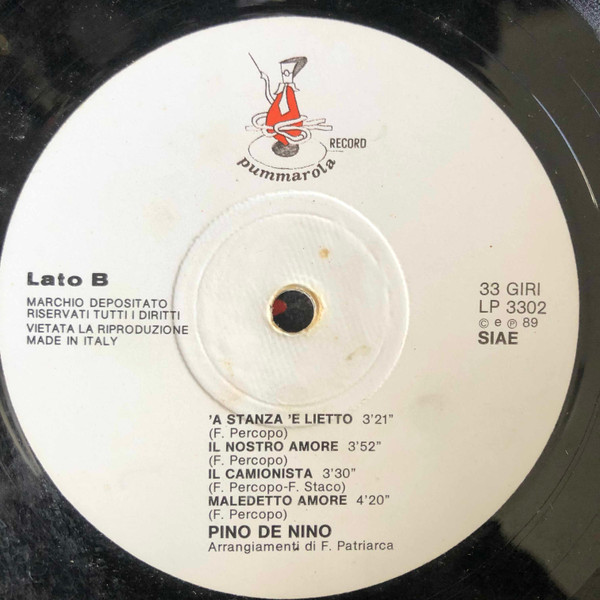 RECORD
pummarola
Lato B
MARCHIO DEPOSITATO
RISERVATI TUTTI I DIRITTI
VIETATA LA RIPRODUZIONE
MADE IN ITALY
33 GIRI
LP 3302
© e ℗ 89
SIAE
'A STANZA 'E LIETTO 3'21"
(F. Percopo)
IL NOSTRO AMORE 3'52"
(F. Percopo)
IL CAMIONISTA 3'30"
(F. Percopo-F. Staco)
MALEDETTO AMORE 4'20"
(F. Percopo)
PINO DE NINO
Arrangiamenti di F. Patriarca